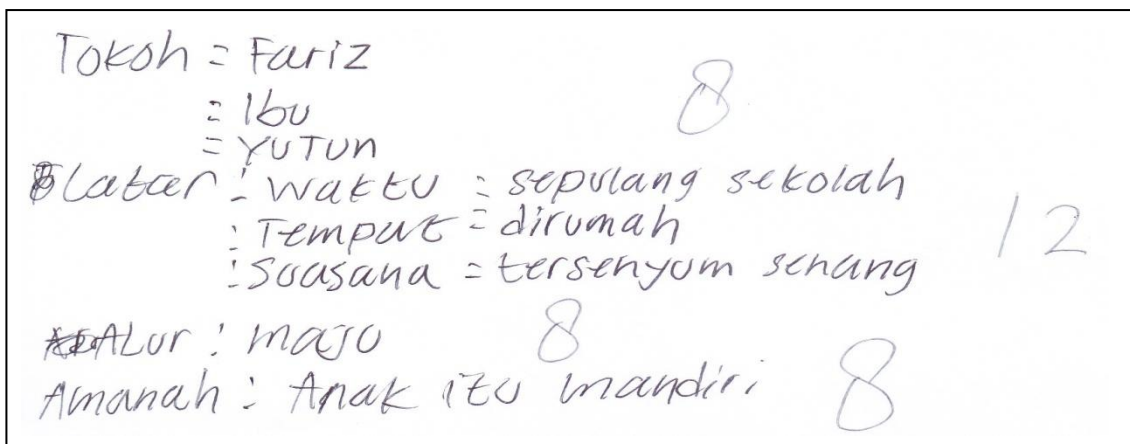 Tokoh = Fariz 8
= Ibu
= YUTUN
Latar : waktu = sepulang sekolah
: Tempat = dirumah 12
: Suasana = tersenyum senang
Alur : maju 8
Amanah : Anak itu mandiri 8